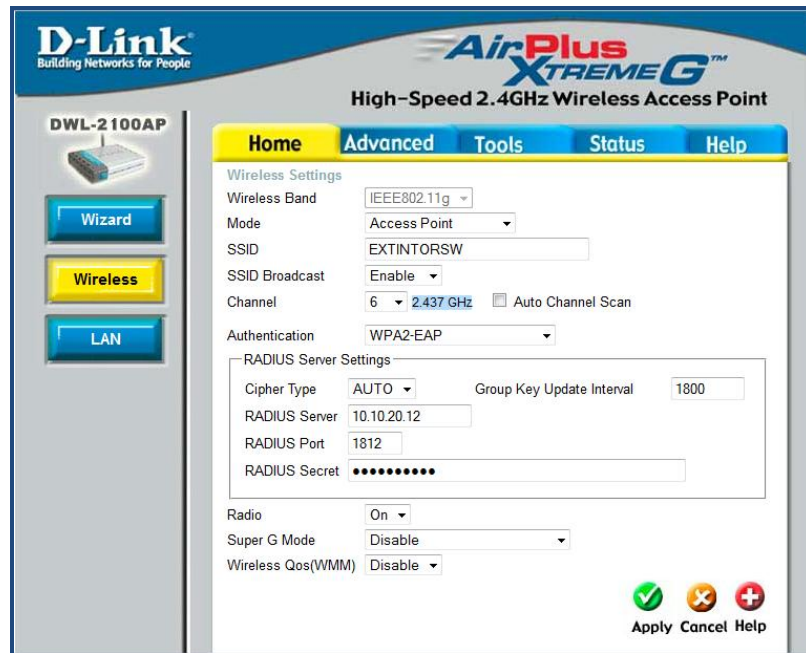 D-Link
Building Networks for People
AirPlus
XTREME G™
High-Speed 2.4GHz Wireless Access Point
DWL-2100AP
Wizard
Wireless
LAN
Home Advanced Tools Status Help
Wireless Settings
Wireless Band IEEE802.11g
Mode Access Point
SSID EXTINTORSW
SSID Broadcast Enable
Channel 6 2.437 GHz Auto Channel Scan
Authentication WPA2-EAP
RADIUS Server Settings
Cipher Type AUTO Group Key Update Interval 1800
RADIUS Server 10.10.20.12
RADIUS Port 1812
RADIUS Secret ●●●●●●●●●●
Radio On
Super G Mode Disable
Wireless Qos(WMM) Disable
Apply Cancel Help